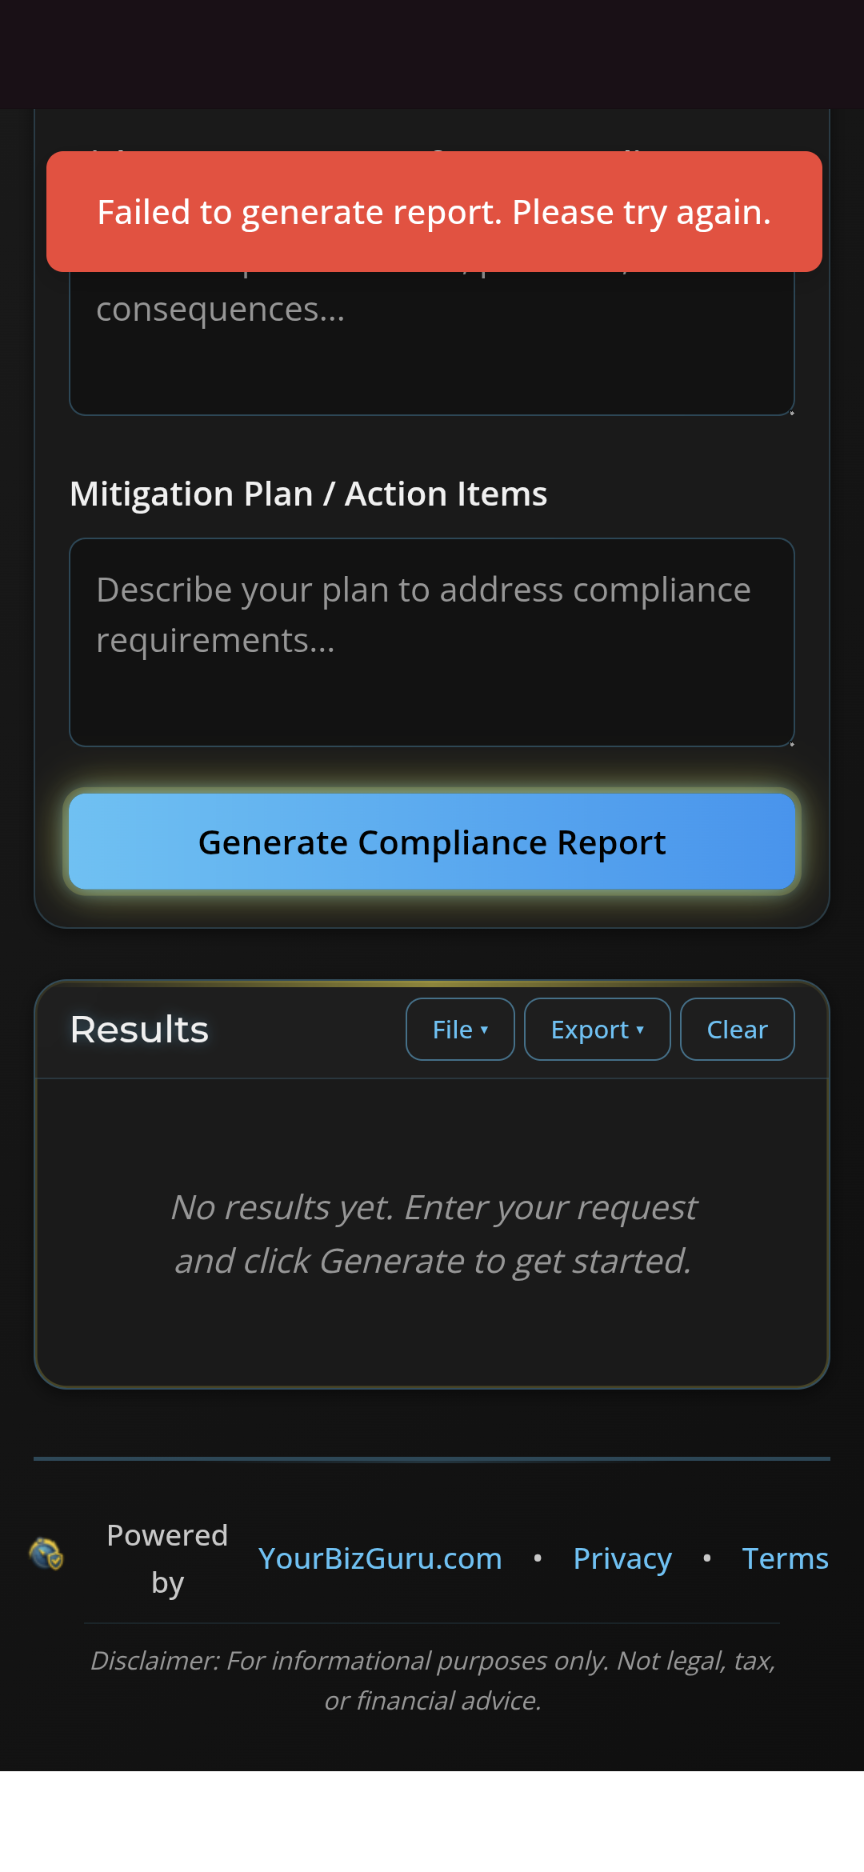 Failed to generate report. Please try again.
consequences...
Mitigation Plan / Action Items
Describe your plan to address compliance
requirements...
Generate Compliance Report
Results
File ▾
Export ▾
Clear
No results yet. Enter your request
and click Generate to get started.
Powered
by
YourBizGuru.com • Privacy • Terms
Disclaimer: For informational purposes only. Not legal, tax,
or financial advice.